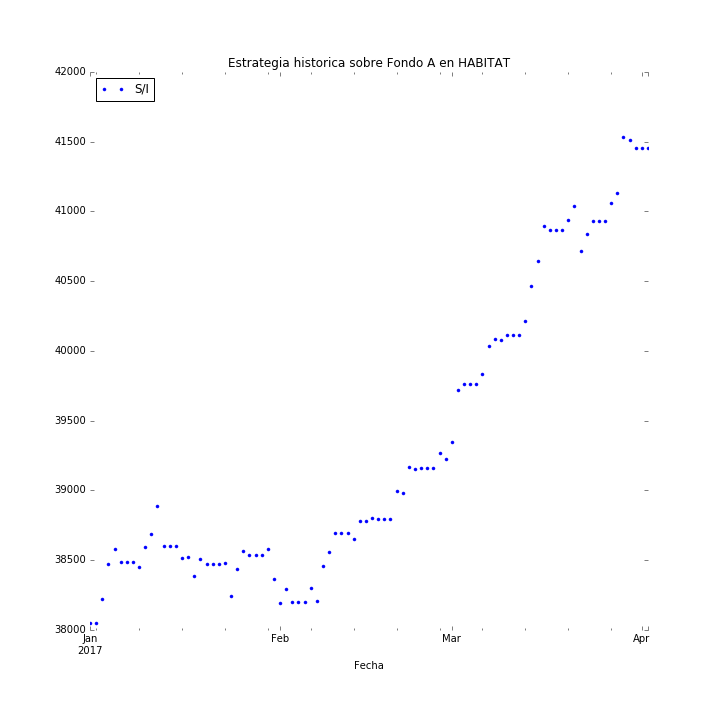 Estrategia historica sobre Fondo A en HABITAT
S/I
42000
41500
41000
40500
40000
39500
39000
38500
38000
Jan Feb Mar Apr
2017
Fecha